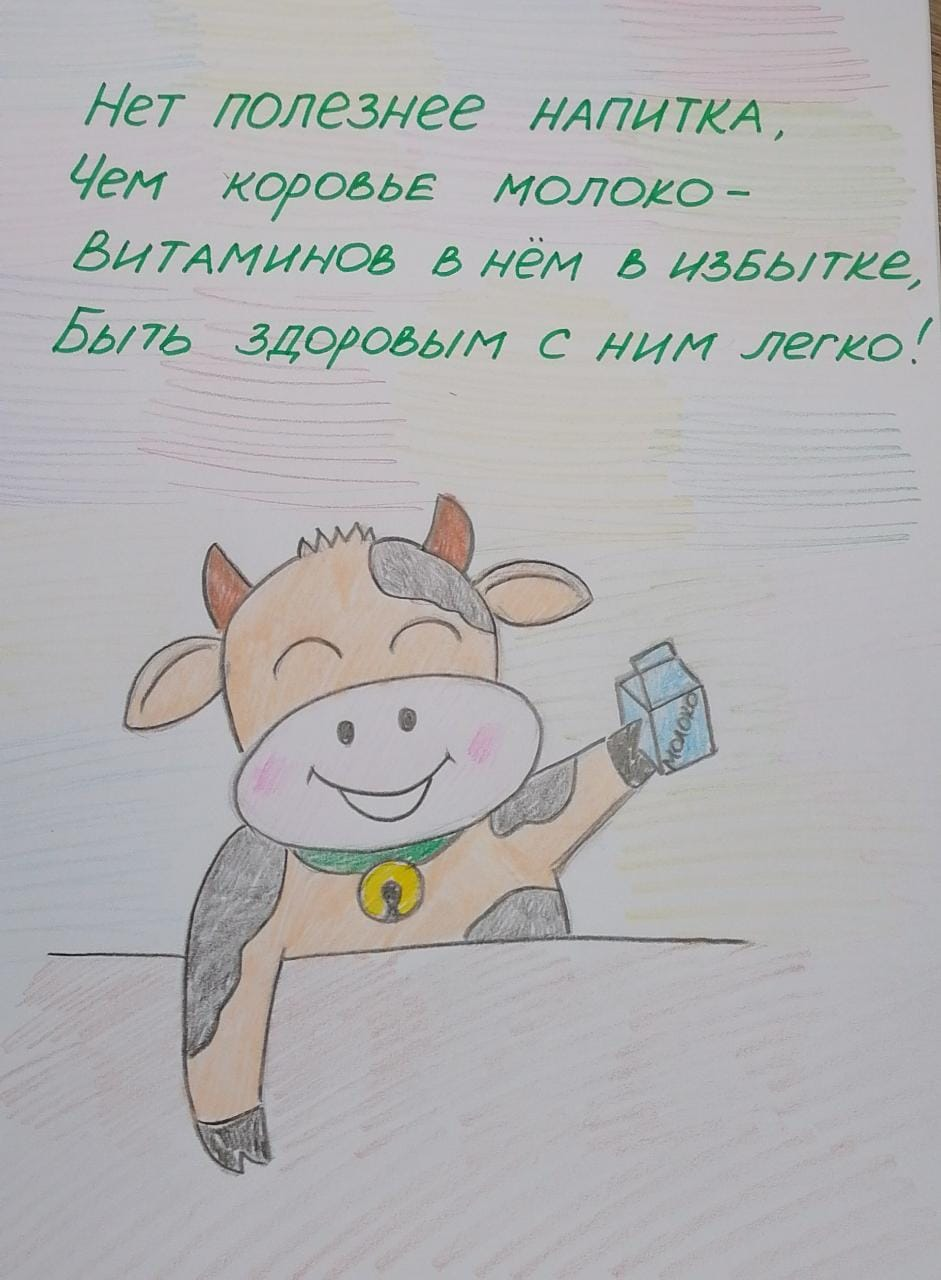 Нет полезнее напитка,
Чем коровье молоко-
Витаминов в нём в избытке,
Быть здоровым с ним легко!
молоко